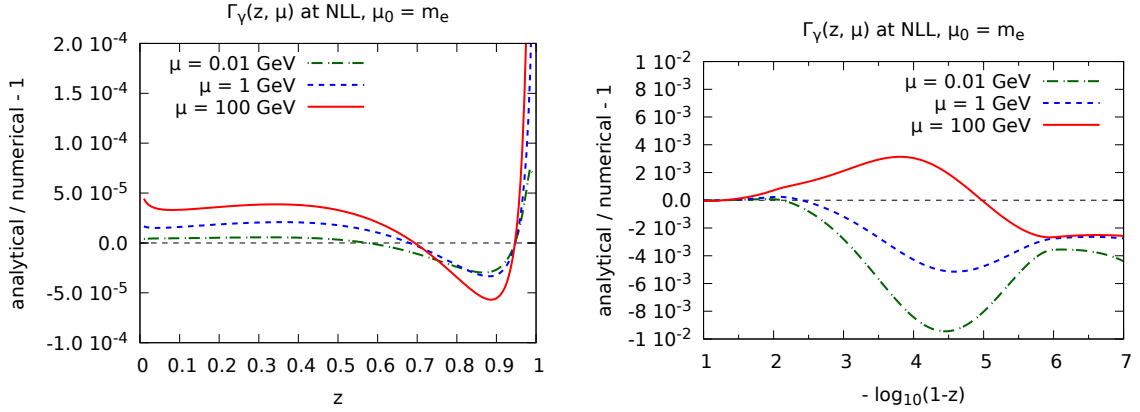 Γγ(z, μ) at NLL, μ0 = me
analytical / numerical - 1
2.0 10-4
1.5 10-4
1.0 10-4
5.0 10-5
0.0
-5.0 10-5
-1.0 10-4
μ = 0.01 GeV
μ = 1 GeV
μ = 100 GeV
0 0.1 0.2 0.3 0.4 0.5 0.6 0.7 0.8 0.9 1
z
Γγ(z, μ) at NLL, μ0 = me
analytical / numerical - 1
1 10-2
8 10-3
6 10-3
4 10-3
2 10-3
0.0
-2 10-3
-4 10-3
-6 10-3
-8 10-3
-1 10-2
μ = 0.01 GeV
μ = 1 GeV
μ = 100 GeV
1 2 3 4 5 6 7
- log10(1-z)